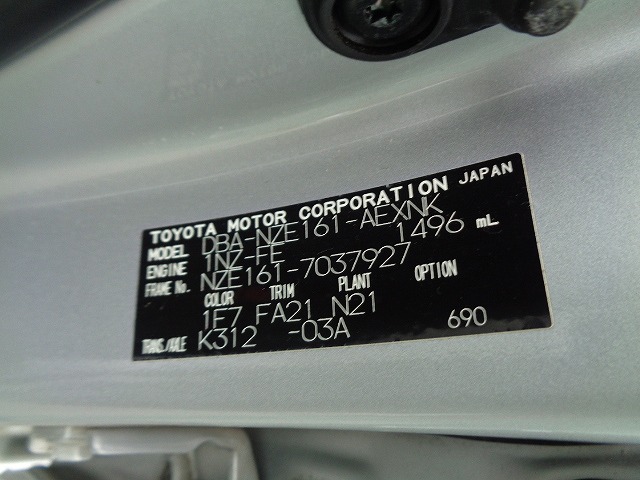 TOYOTA MOTOR CORPORATION JAPAN
MODEL DBA-NZE161-AEXNK
ENGINE 1NZ-FE 1496 mL
FRAME No. NZE161-7037927
COLOR TRIM PLANT OPTION
1F7 FA21 N21
TRANS/AXLE K312 -03A 690